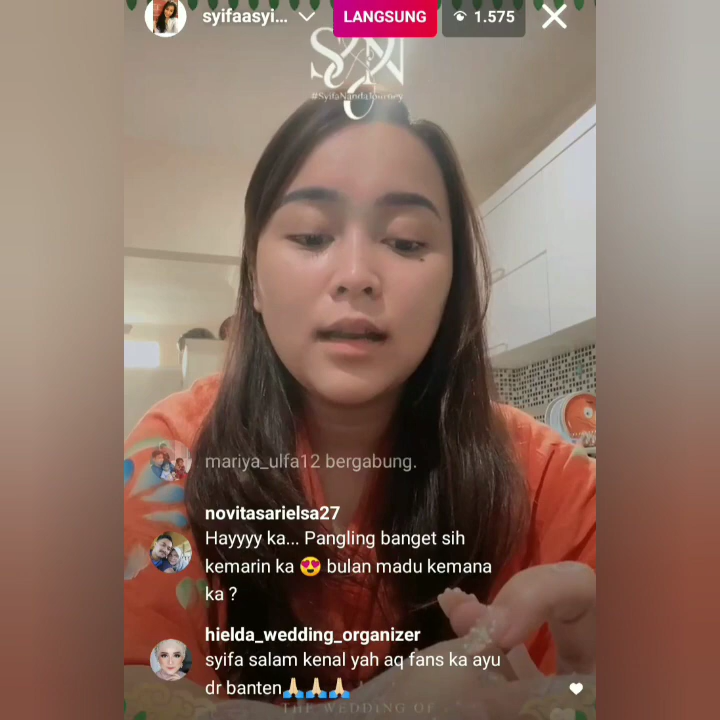 syifaasyi...
LANGSUNG
1.575
#SyifaNandaJourney
mariya_ulfa12 bergabung.
novitasarielsa27
Hayyyy ka... Pangling banget sih
kemarin ka 😍 bulan madu kemana
ka ?
hielda_wedding_organizer
syifa salam kenal yah aq fans ka ayu
dr banten🙏🏻🙏🏻🙏🏻
THE WEDDING OF